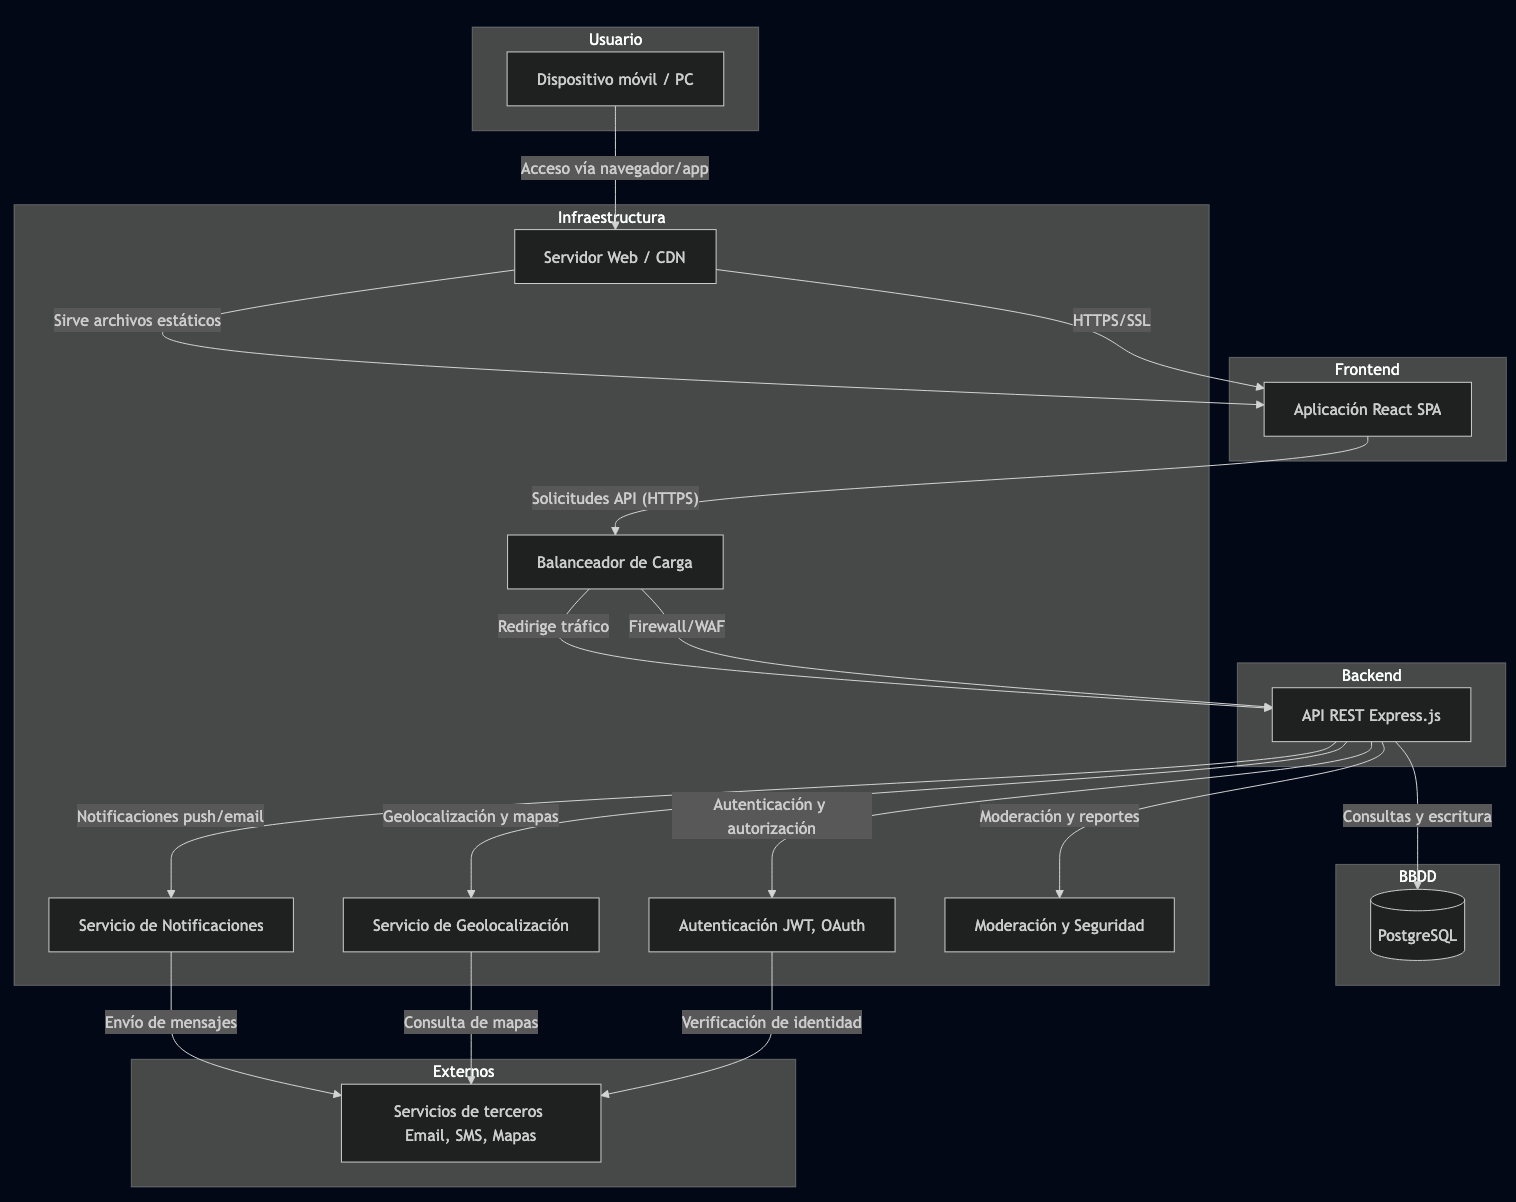 Usuario
Dispositivo móvil / PC
Acceso vía navegador/app
Infraestructura
Servidor Web / CDN
Sirve archivos estáticos
HTTPS/SSL
Frontend
Aplicación React SPA
Solicitudes API (HTTPS)
Balanceador de Carga
Redirige tráfico
Firewall/WAF
Backend
API REST Express.js
Notificaciones push/email
Geolocalización y mapas
Autenticación y
autorización
Moderación y reportes
Consultas y escritura
BBDD
Servicio de Notificaciones
Servicio de Geolocalización
Autenticación JWT, OAuth
Moderación y Seguridad
PostgreSQL
Envío de mensajes
Consulta de mapas
Verificación de identidad
Externos
Servicios de terceros
Email, SMS, Mapas